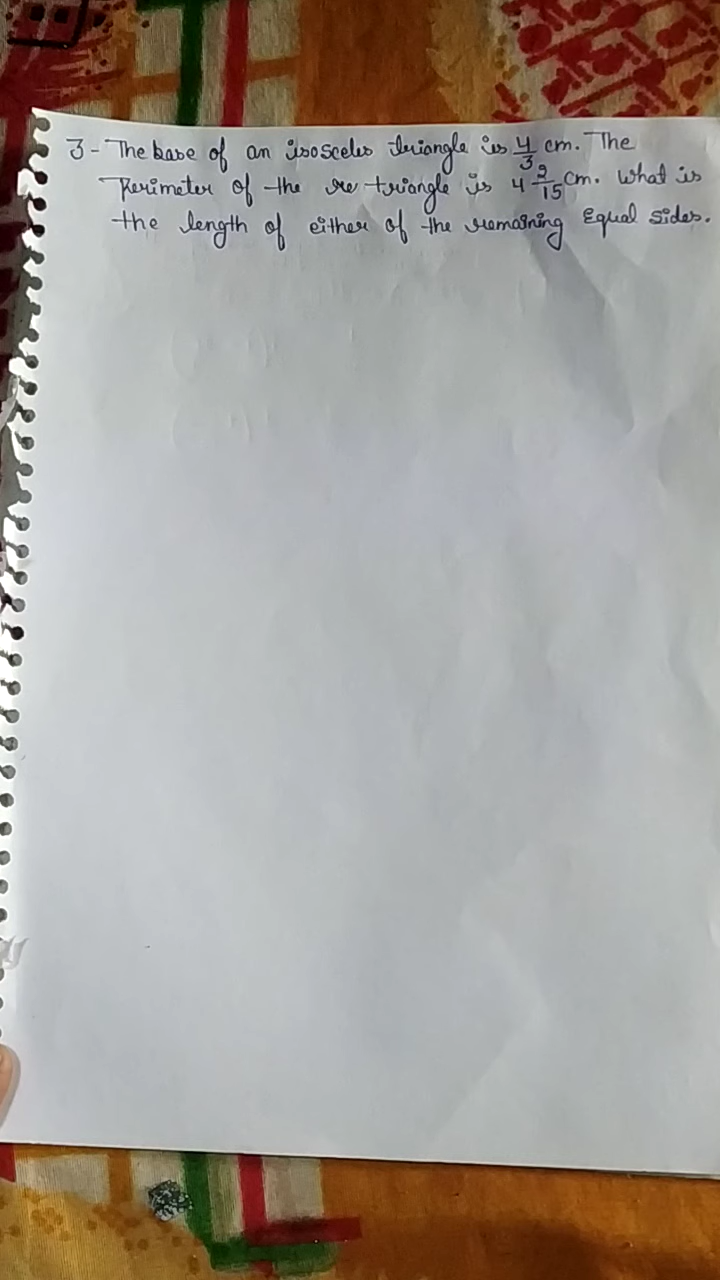 3- The base of an isosceles triangle is 4/3 cm. The
Perimeter of the re triangle is 4 2/15 cm. What is
the length of either of the remaining Equal sides.